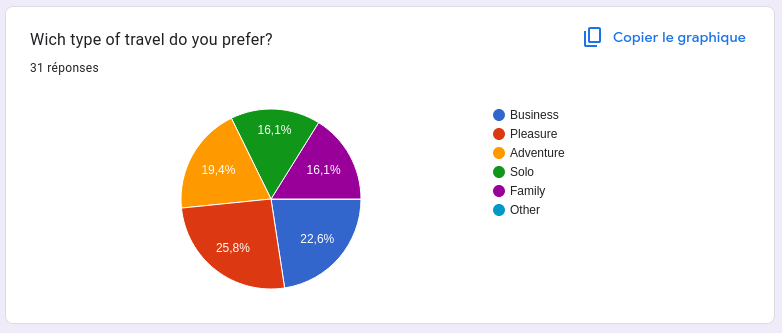 Wich type of travel do you prefer?
Copier le graphique
31 réponses
Business
Pleasure
Adventure
Solo
Family
Other
16,1%
16,1%
19,4%
25,8%
22,6%